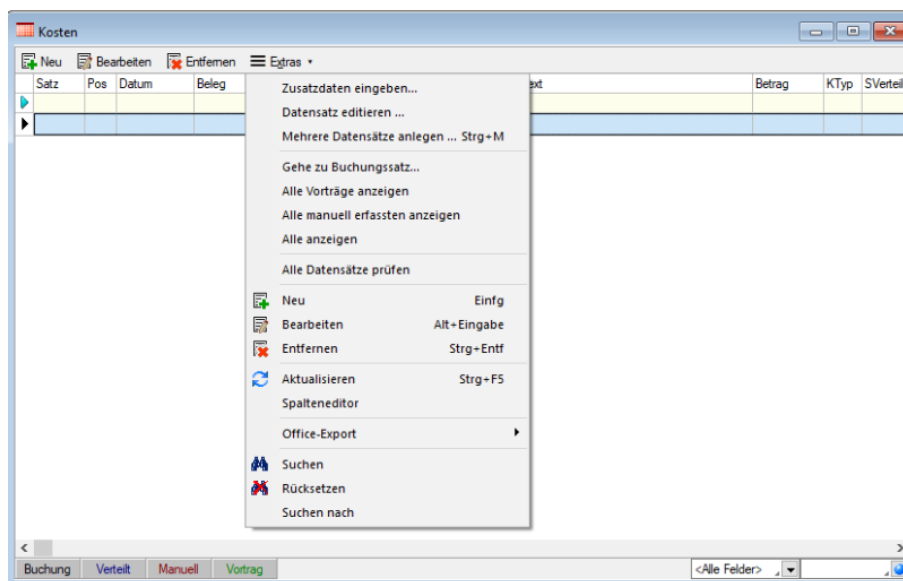 Kosten
Neu Bearbeiten Entfernen Extras
Satz Pos Datum Beleg ext Betrag KTyp SVerteil
Zusatzdaten eingeben...
Datensatz editieren ...
Mehrere Datensätze anlegen ... Strg+M
Gehe zu Buchungssatz...
Alle Vorträge anzeigen
Alle manuell erfassten anzeigen
Alle anzeigen
Alle Datensätze prüfen
Neu Einfg
Bearbeiten Alt+Eingabe
Entfernen Strg+Entf
Aktualisieren Strg+F5
Spalteneditor
Office-Export
Suchen
Rücksetzen
Suchen nach
Buchung Verteilt Manuell Vortrag <Alle Felder>